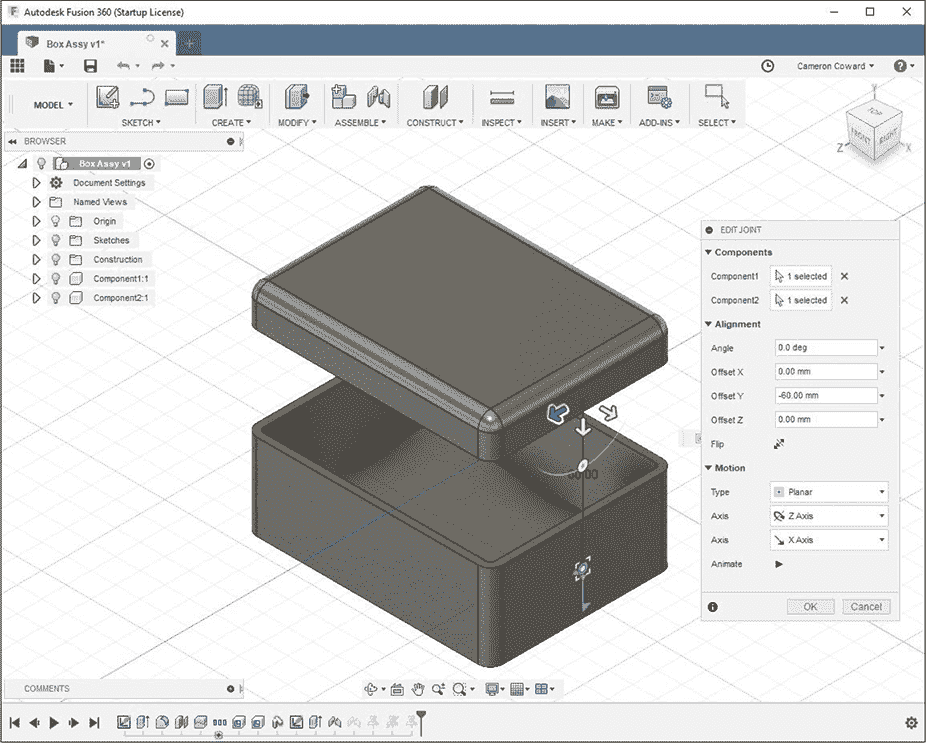 F Autodesk Fusion 360 (Startup License)
Box Assy v1*
Cameron Coward
MODEL
SKETCH
CREATE
MODIFY
ASSEMBLE
CONSTRUCT
INSPECT
INSERT
MAKE
ADD-INS
SELECT
TOP
FRONT
RIGHT
Y
Z
X
BROWSER
Box Assy v1
Document Settings
Named Views
Origin
Sketches
Construction
Component1:1
Component2:1
EDIT JOINT
Components
Component1 1 selected
Component2 1 selected
Alignment
Angle 0.0 deg
Offset X 0.00 mm
Offset Y -60.00 mm
Offset Z 0.00 mm
Flip
Motion
Type Planar
Axis Z Axis
Axis X Axis
Animate
OK Cancel
60.00
COMMENTS